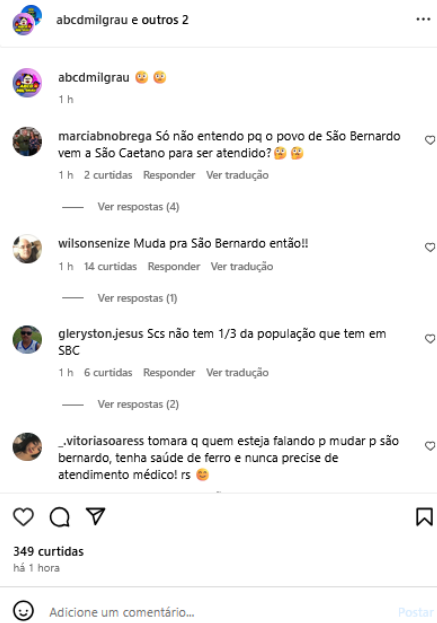 abcdmilgrau e outros 2
abcdmilgrau 😳 😳
1 h
marciabnobrega Só não entendo pq o povo de São Bernardo
vem a São Caetano para ser atendido?🤔🤔
1 h 2 curtidas Responder Ver tradução
Ver respostas (4)
wilsonsenize Muda pra São Bernardo então!!
1 h 14 curtidas Responder Ver tradução
Ver respostas (1)
gleryston.jesus Scs não tem 1/3 da população que tem em
SBC
1 h 6 curtidas Responder Ver tradução
Ver respostas (2)
_.vitoriasoaress tomara q quem esteja falando p mudar p são
bernardo, tenha saúde de ferro e nunca precise de
atendimento médico! rs 😊
349 curtidas
há 1 hora
Adicione um comentário...
Postar